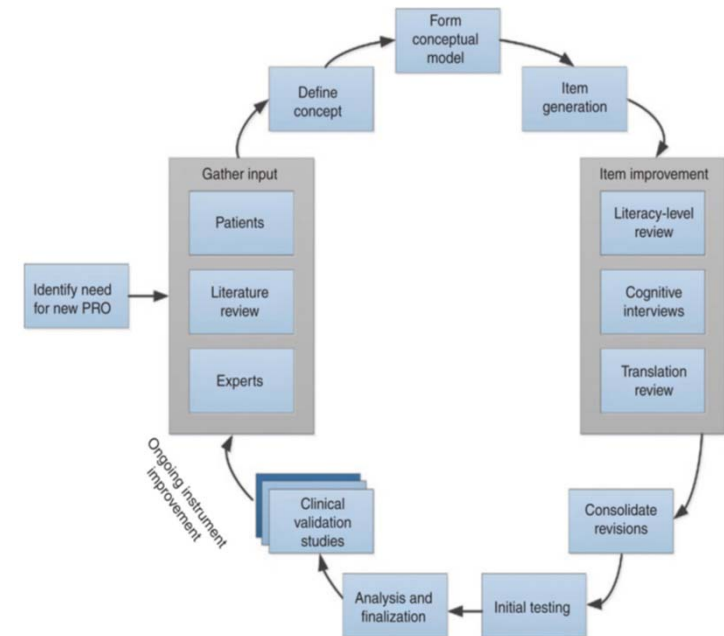 Form
conceptual
model
Define
concept
Item
generation
Gather input
Patients
Literature
review
Experts
Identify need
for new PRO
Item improvement
Literacy-level
review
Cognitive
interviews
Translation
review
Consolidate
revisions
Initial testing
Analysis and
finalization
Clinical
validation
studies
Ongoing instrument
improvement